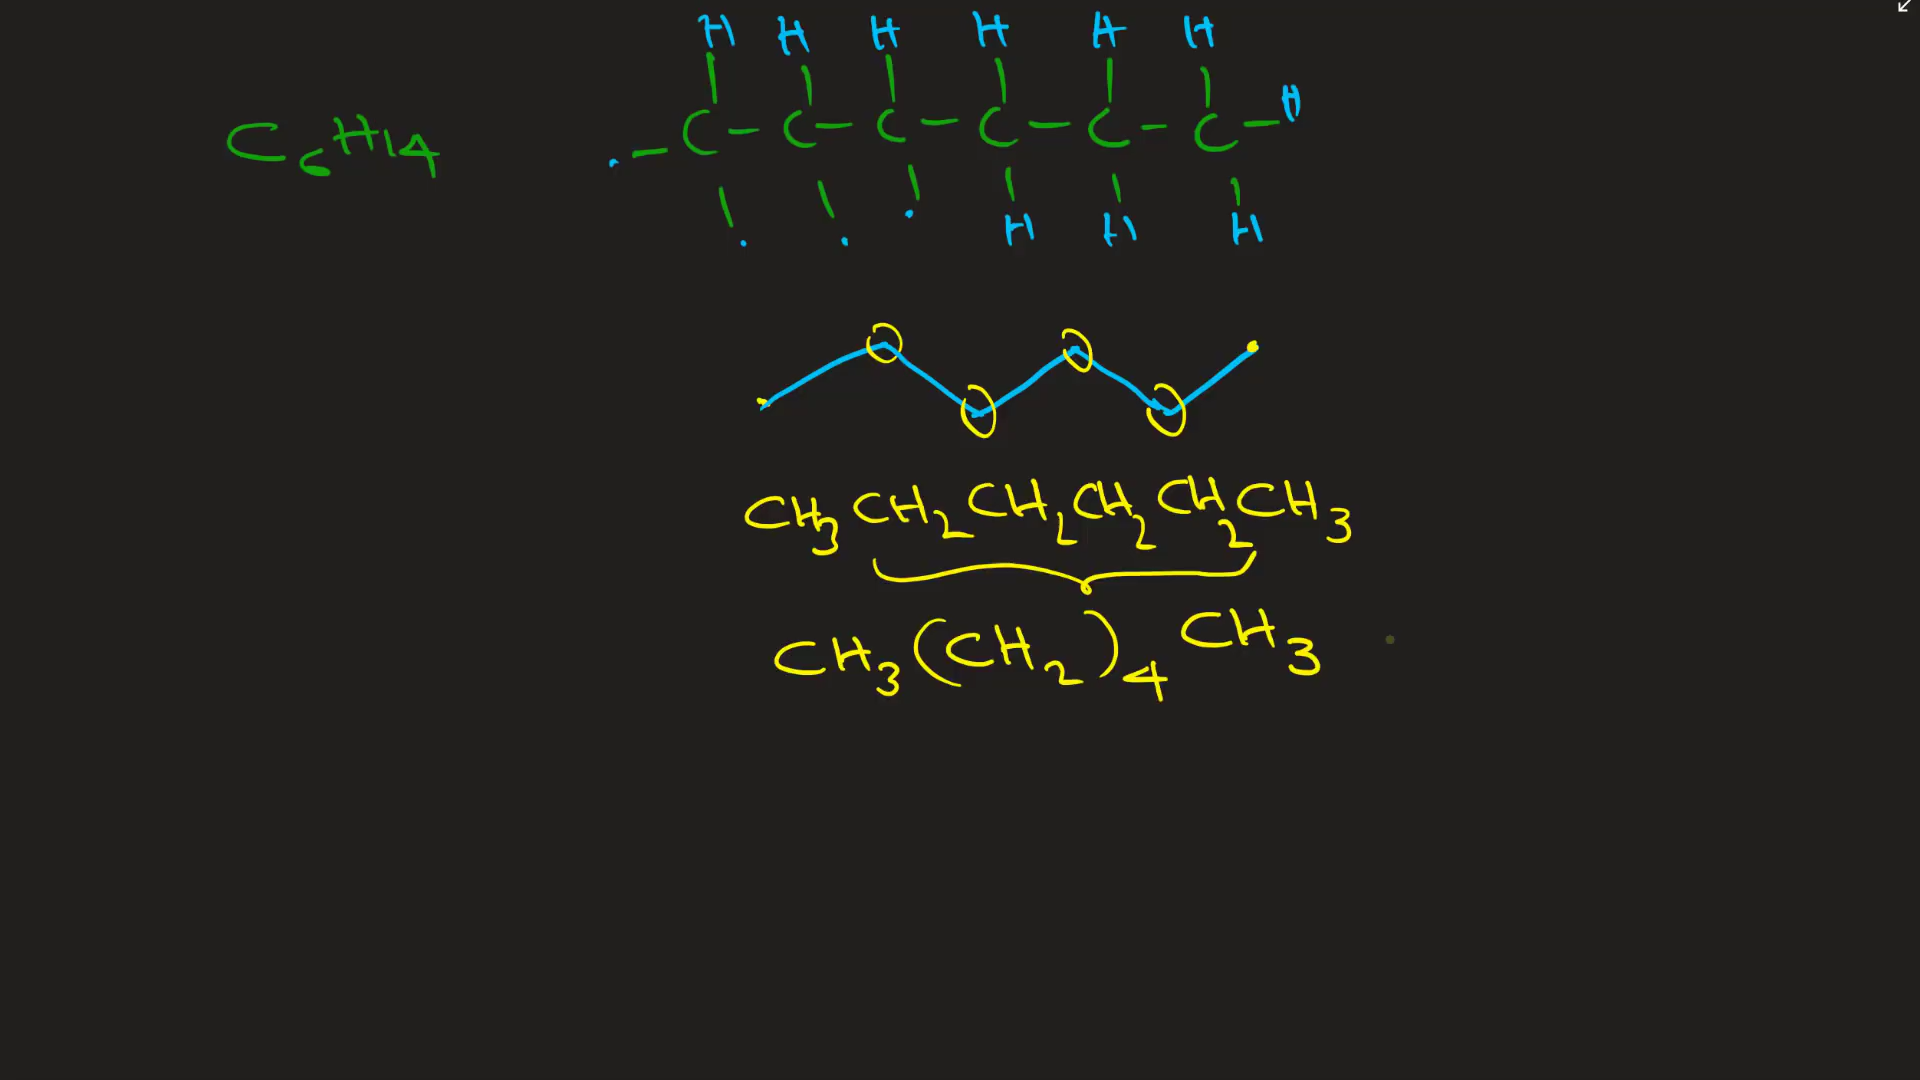 H H H H H H
C6H14 C - C - C - C - C - C - H
H H H
CH3CH2CH2CH2CH2CH3
CH3(CH2)4CH3